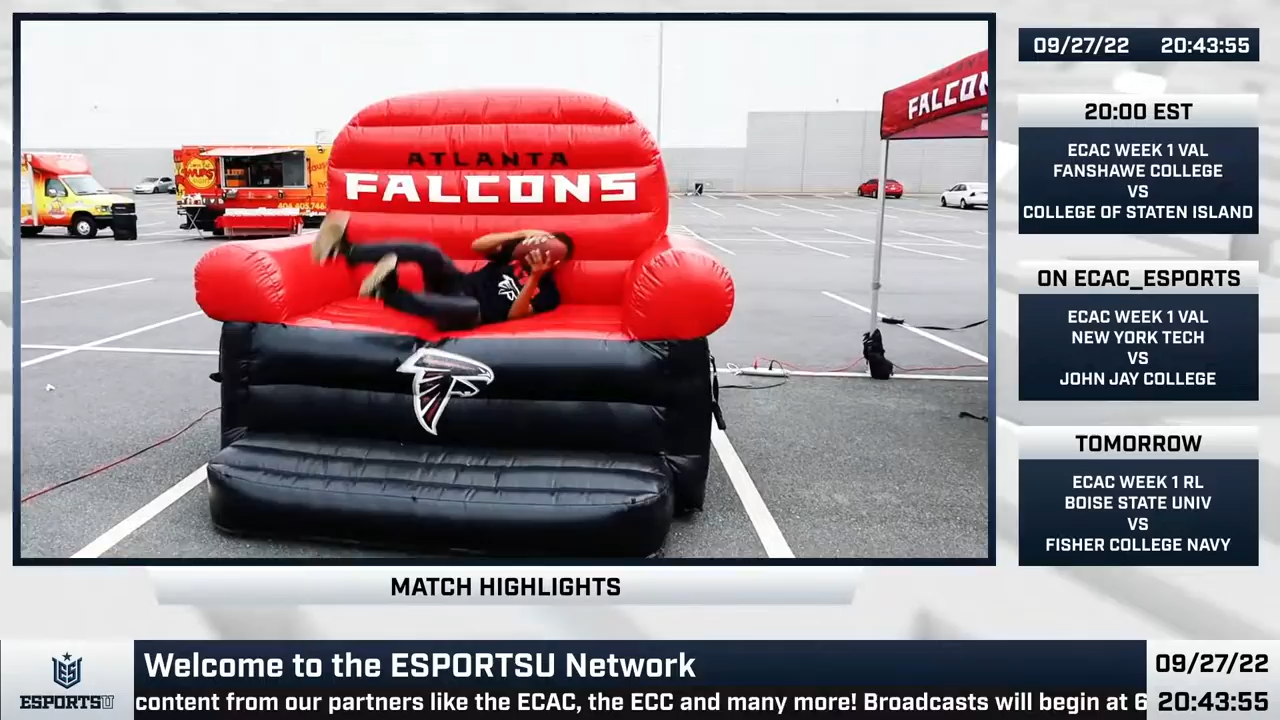 ATLANTA
FALCONS
FALCON
09/27/22 20:43:55
20:00 EST
ECAC WEEK 1 VAL
FANSHAWE COLLEGE
VS
COLLEGE OF STATEN ISLAND
ON ECAC_ESPORTS
ECAC WEEK 1 VAL
NEW YORK TECH
VS
JOHN JAY COLLEGE
TOMORROW
ECAC WEEK 1 RL
BOISE STATE UNIV
VS
FISHER COLLEGE NAVY
MATCH HIGHLIGHTS
ESPORTSU
Welcome to the ESPORTSU Network
content from our partners like the ECAC, the ECC and many more! Broadcasts will begin at 6
09/27/22
20:43:55